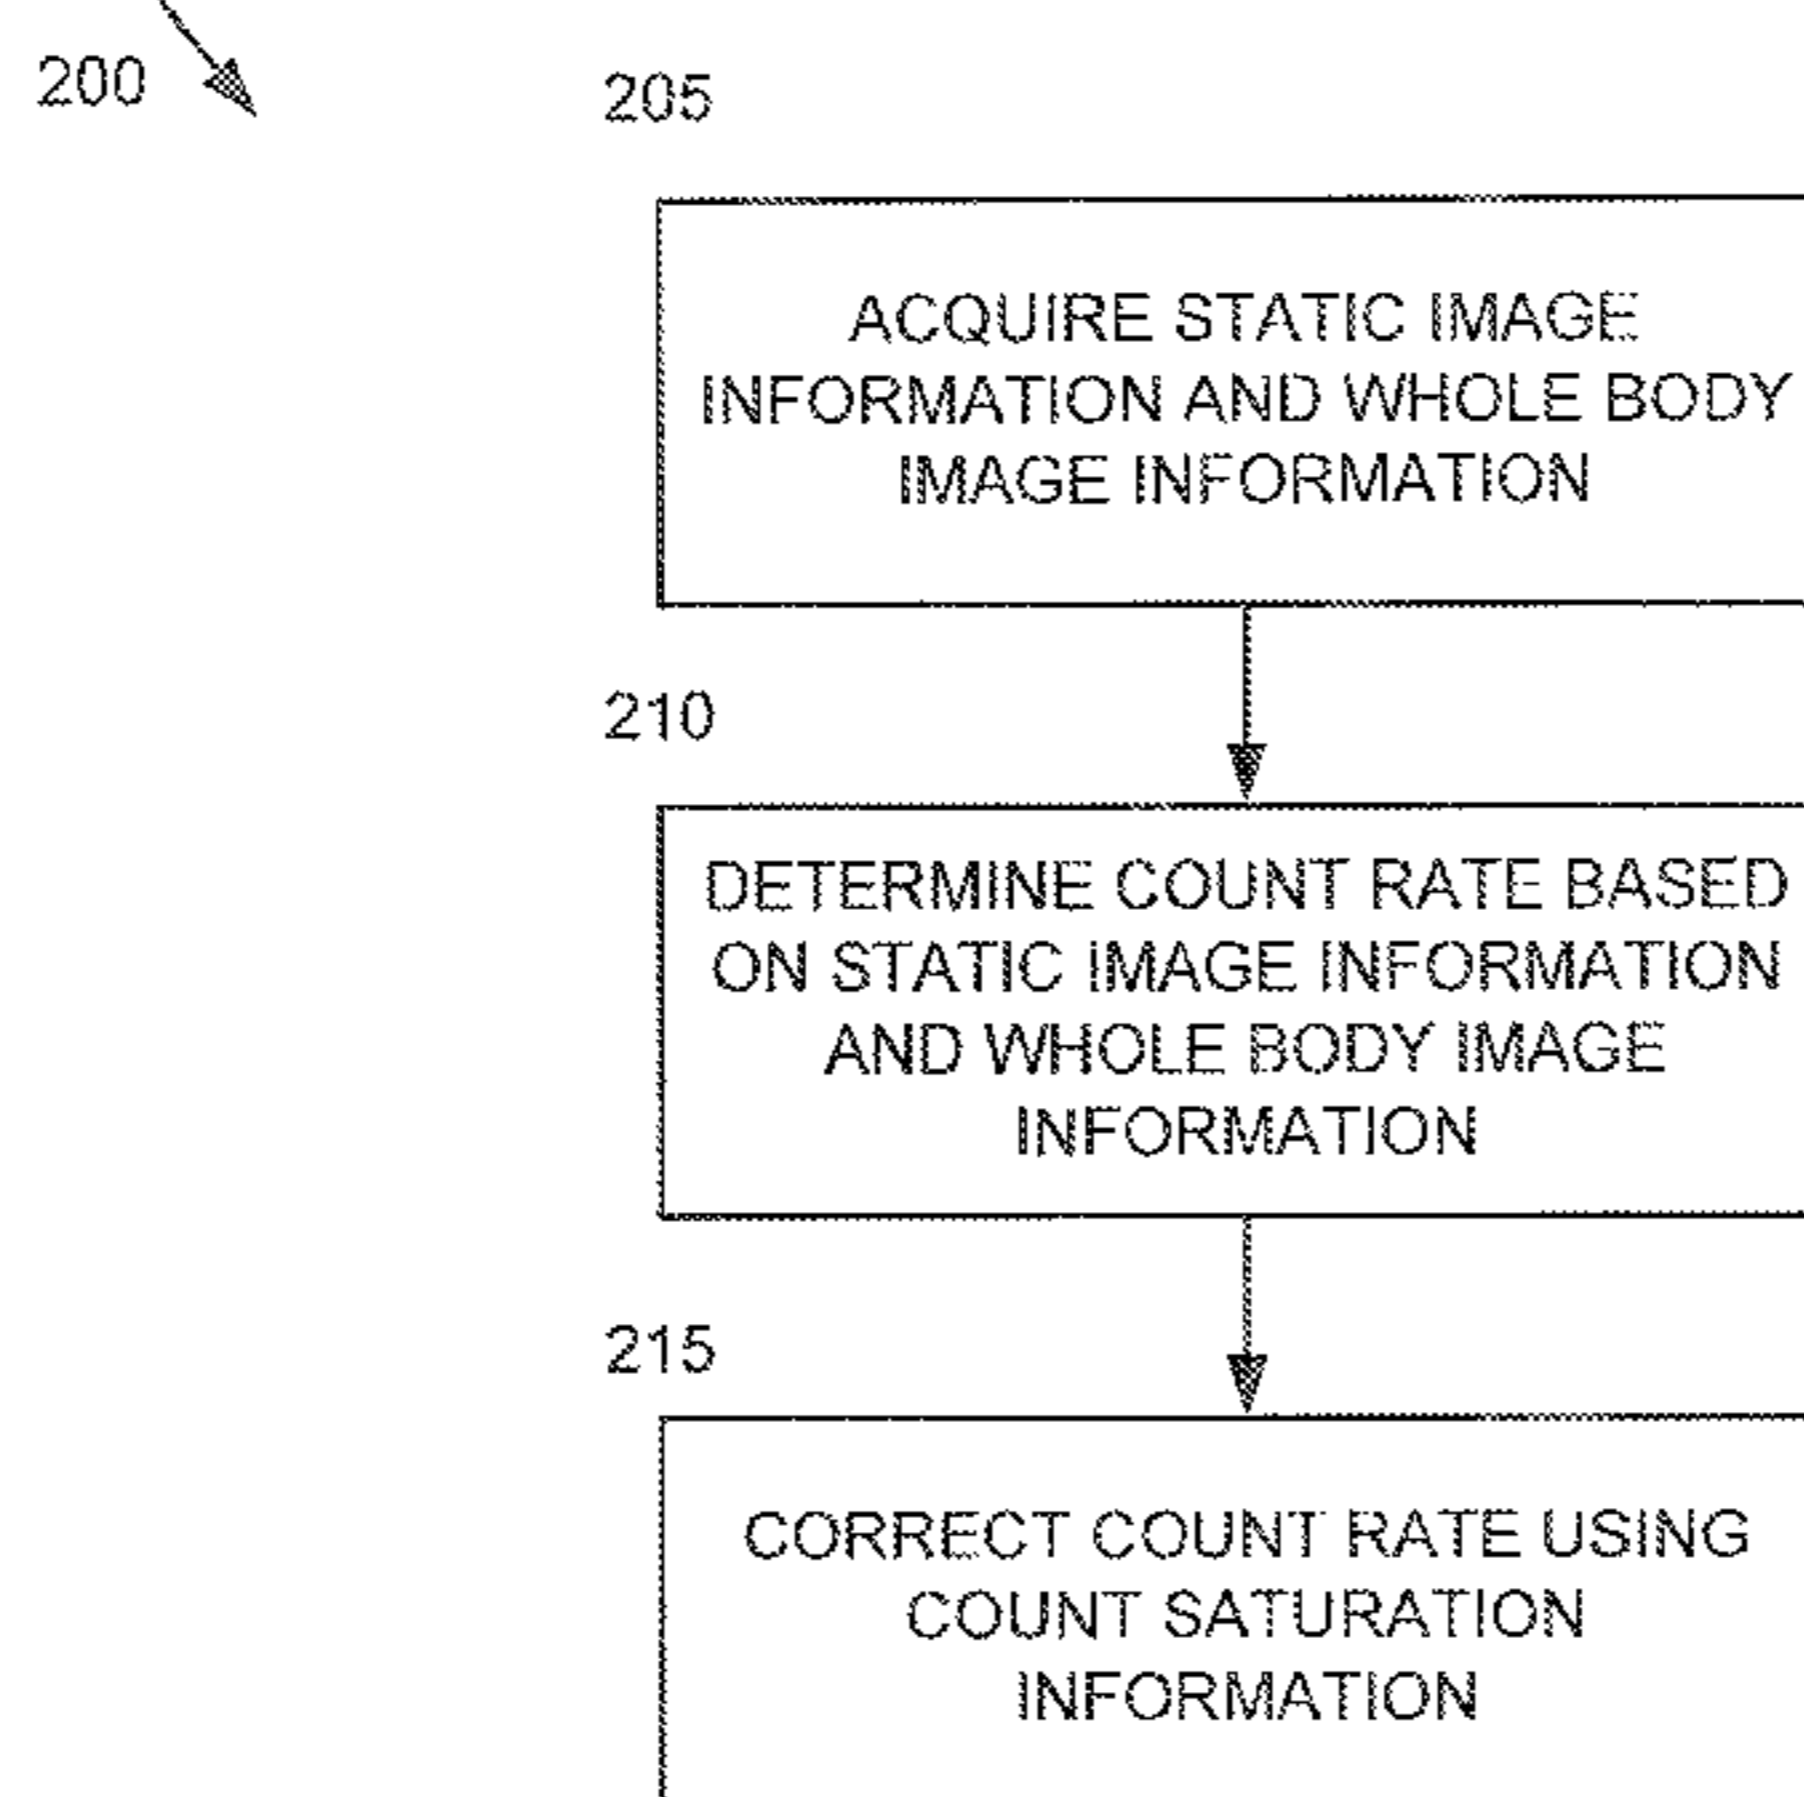 200
205
ACQUIRE STATIC IMAGE
INFORMATION AND WHOLE BODY
IMAGE INFORMATION
210
DETERMINE COUNT RATE BASED
ON STATIC IMAGE INFORMATION
AND WHOLE BODY IMAGE
INFORMATION
215
CORRECT COUNT RATE USING
COUNT SATURATION
INFORMATION